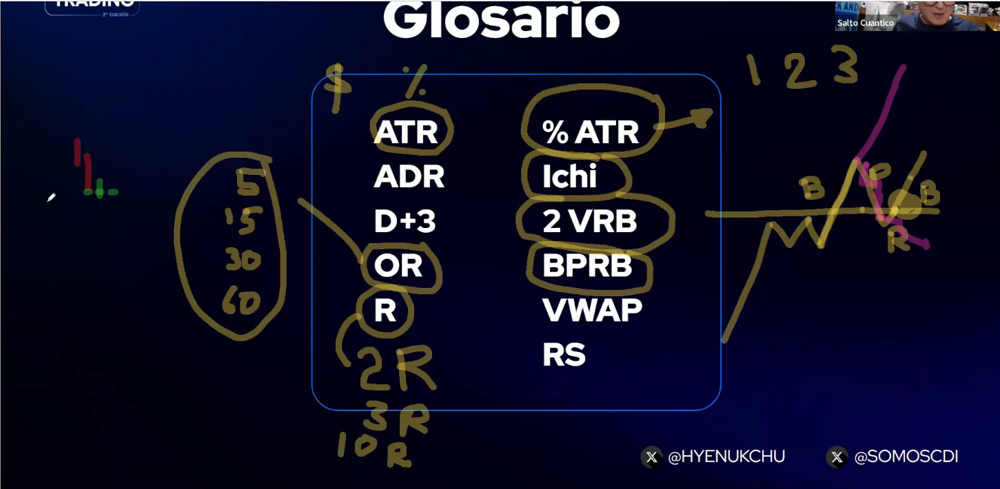 TRADING
2DA EDICIÓN
Glosario
Salto Cuantico
$ %
1 2 3
ATR
ADR
D+3
OR
R
2R
3R
10R
% ATR
Ichi
2 VRB
BPRB
VWAP
RS
5
15
30
60
B P B
R
@HYENUKCHU
@SOMOSCDI